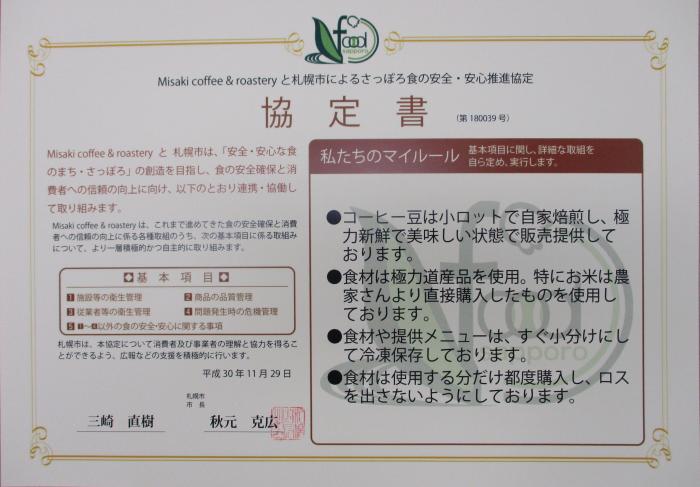 food
sapporo
Misaki coffee & roastery と札幌市によるさっぽろ食の安全・安心推進協定
協定書 (第 180039 号)
Misaki coffee & roastery と 札幌市は、「安全・安心な食
のまち・さっぽろ」の創造を目指し、食の安全確保と消
費者への信頼の向上に向け、以下のとおり連携・協働し
て取り組みます。
Misaki coffee & roastery は、これまで進めてきた食の安全確保と消費
者への信頼の向上に係る各種取組のうち、次の基本項目に係る取組み
について、より一層積極的かつ自主的に取り組みます。
基本項目
1 施設等の衛生管理 2 商品の品質管理
3 従業者等の衛生管理 4 問題発生時の危機管理
5 1〜4以外の食の安全・安心に関する事項
札幌市は、本協定について消費者及び事業者の理解と協力を得るこ
とができるよう、広報などの支援を積極的に行います。
平成 30 年 11 月 29 日
札幌市
市 長
三崎 直樹 秋元 克広
私たちのマイルール 基本項目に関し、詳細な取組を
自ら定め、実行します。
●コーヒー豆は小ロットで自家焙煎し、極
力新鮮で美味しい状態で販売提供して
おります。
●食材は極力道産品を使用。特にお米は農
家さんより直接購入したものを使用し
ております。
●食材や提供メニューは、すぐ小分けにし
て冷凍保存しております。
●食材は使用する分だけ都度購入し、ロス
を出さないようにしております。